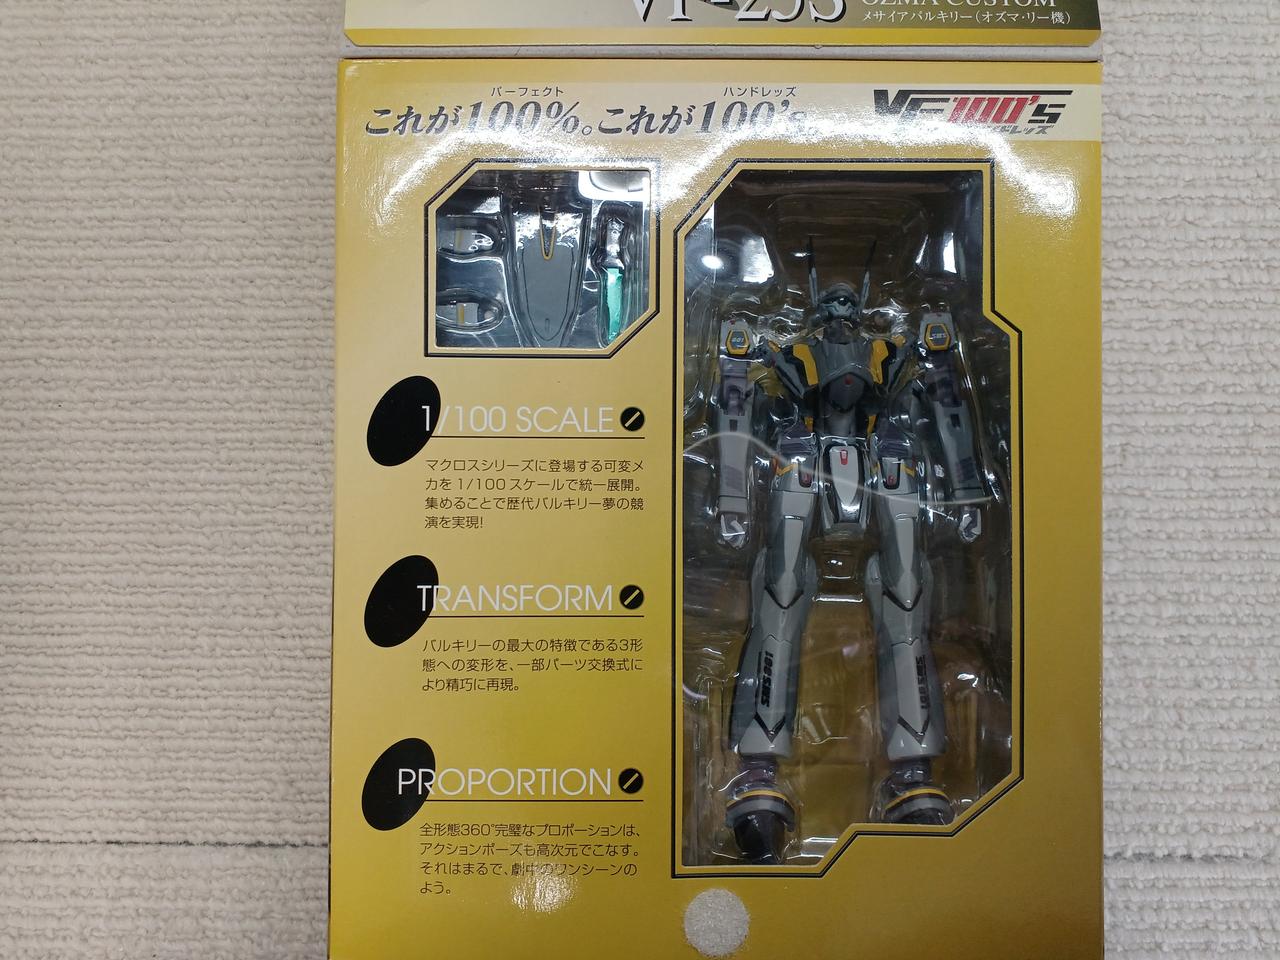 VF-25S OZMA CUSTOM
メサイアバルキリー(オズマ・リー機)
パーフェクト ハンドレッズ
これが100%。これが100's。
VF100's
1/100 SCALE
マクロスシリーズに登場する可変メ
カを1/100スケールで統一展開。
集めることで歴代バルキリー夢の競
演を実現!
TRANSFORM
バルキリーの最大の特徴である3形
態への変形を、一部パーツ交換式に
より精巧に再現。
PROPORTION
全形態360°完璧なプロポーションは、
アクションポーズも高次元でこなす。
それはまるで、劇中のワンシーンの
よう。
001
SMS
SMS 001
SMS 001